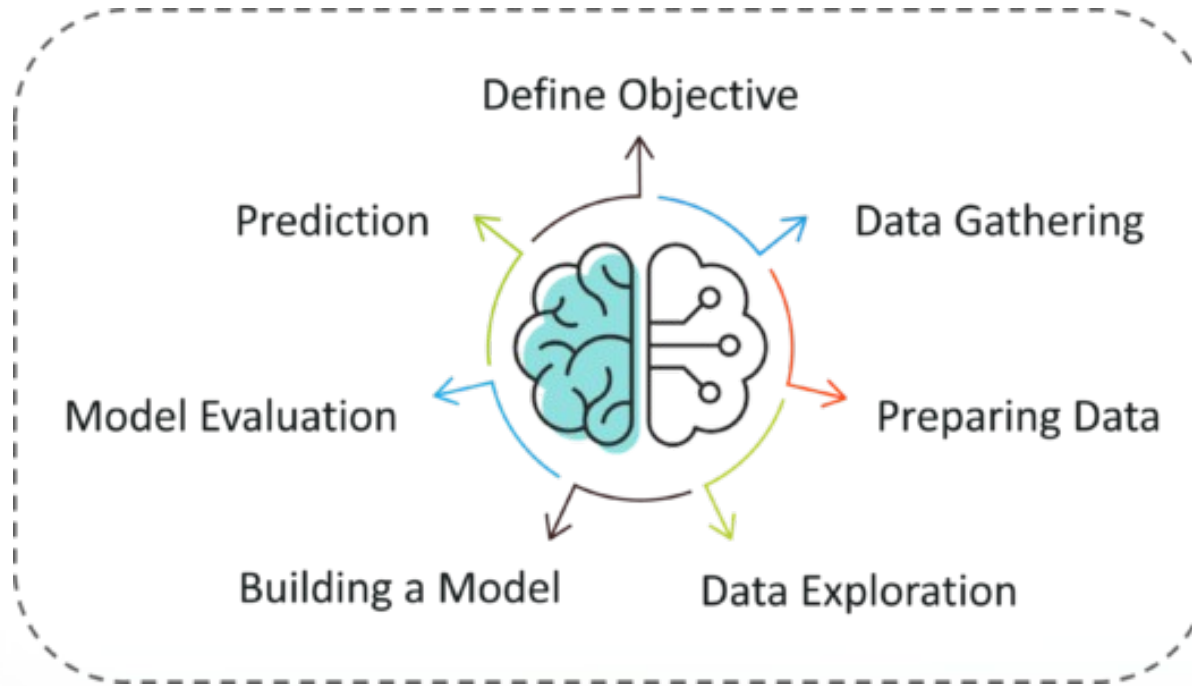 Define Objective
Data Gathering
Preparing Data
Data Exploration
Building a Model
Model Evaluation
Prediction